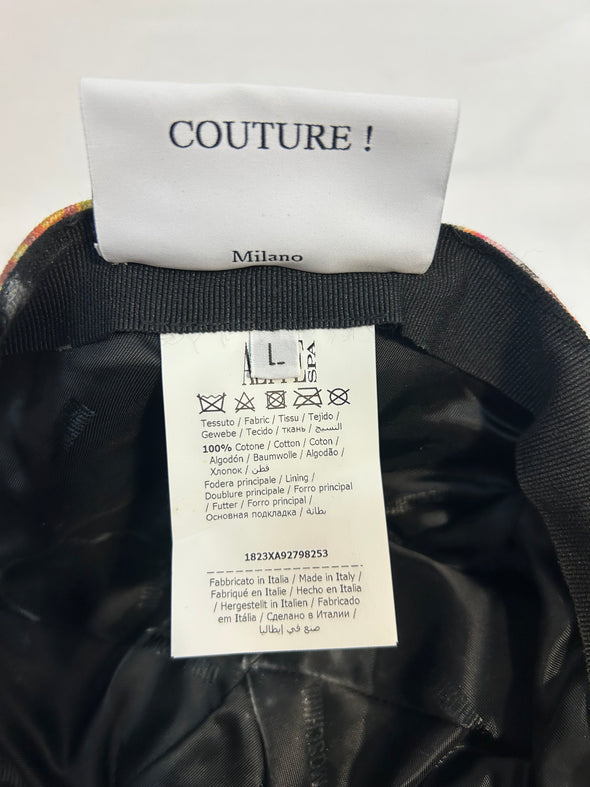 COUTURE !
Milano
L
SPA
Tessuto / Fabric / Tissu / Tejido /
Gewebe / Tecido / ткань / النسيج
100% Cotone / Cotton / Coton /
Algodón / Baumwolle / Algodão /
Хлопок / قطن
Fodera principale / Lining /
Doublure principale / Forro principal
/ Futter / Forro principal /
Основная подкладка / بطانة
1823XA92798253
Fabbricato in Italia / Made in Italy /
Fabriqué en Italie / Hecho en Italia
/ Hergestellt in Italien / Fabricado
em Itália / Сделано в Италии /
صنع في إيطاليا
MOSCHINO